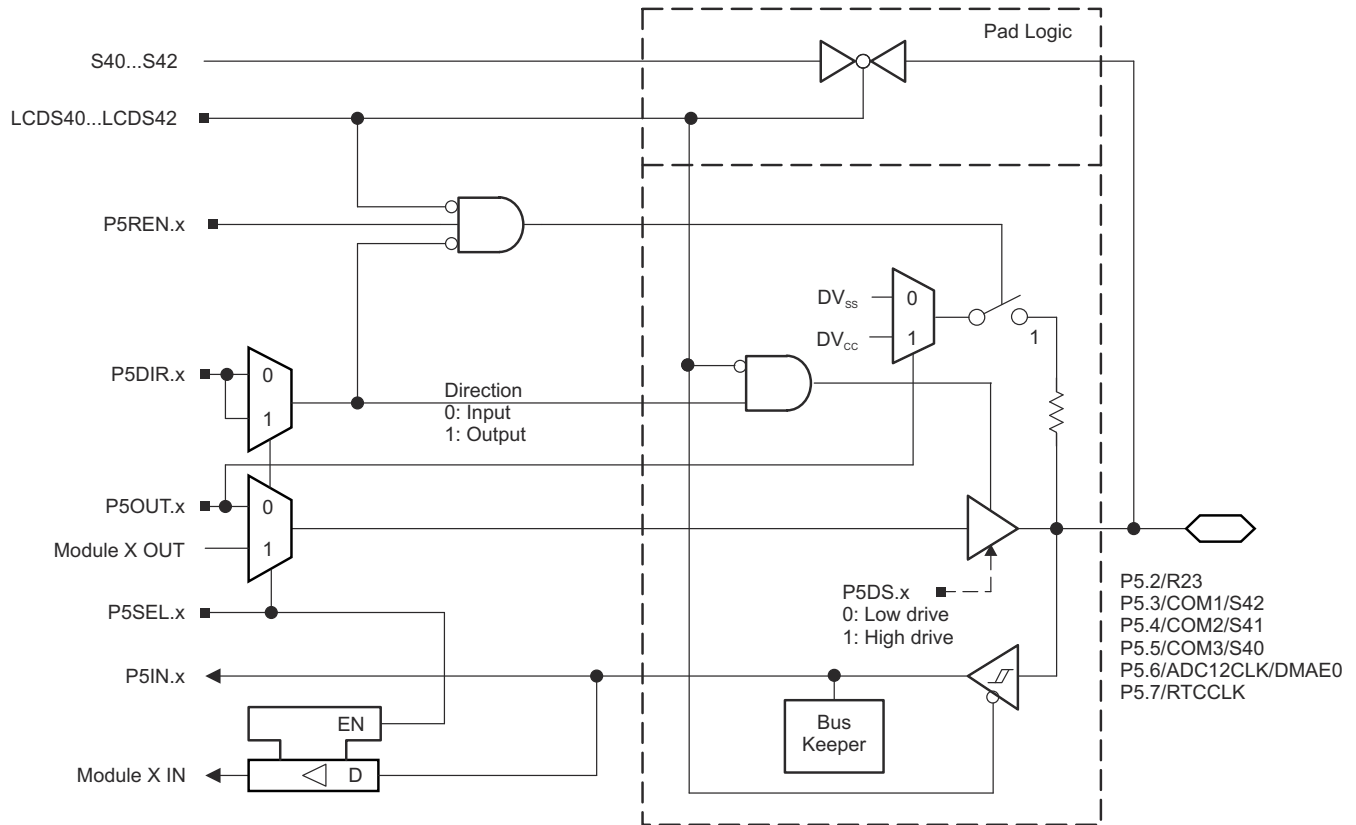 Pad Logic
S40...S42
LCDS40...LCDS42
P5REN.x
DVSS
0
DVCC
1
1
P5DIR.x
0
1
Direction
0: Input
1: Output
P5OUT.x
0
Module X OUT
1
P5DS.x
0: Low drive
1: High drive
P5SEL.x
P5.2/R23
P5.3/COM1/S42
P5.4/COM2/S41
P5.5/COM3/S40
P5.6/ADC12CLK/DMAE0
P5.7/RTCCLK
P5IN.x
Bus
Keeper
EN
Module X IN
D